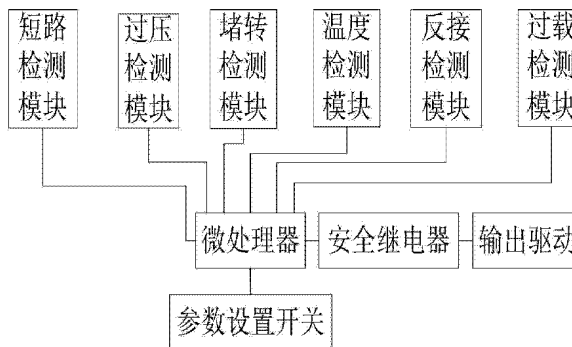 短路
检测
模块
过压
检测
模块
堵转
检测
模块
温度
检测
模块
反接
检测
模块
过载
检测
模块
微处理器
安全继电器
输出驱动
参数设置开关